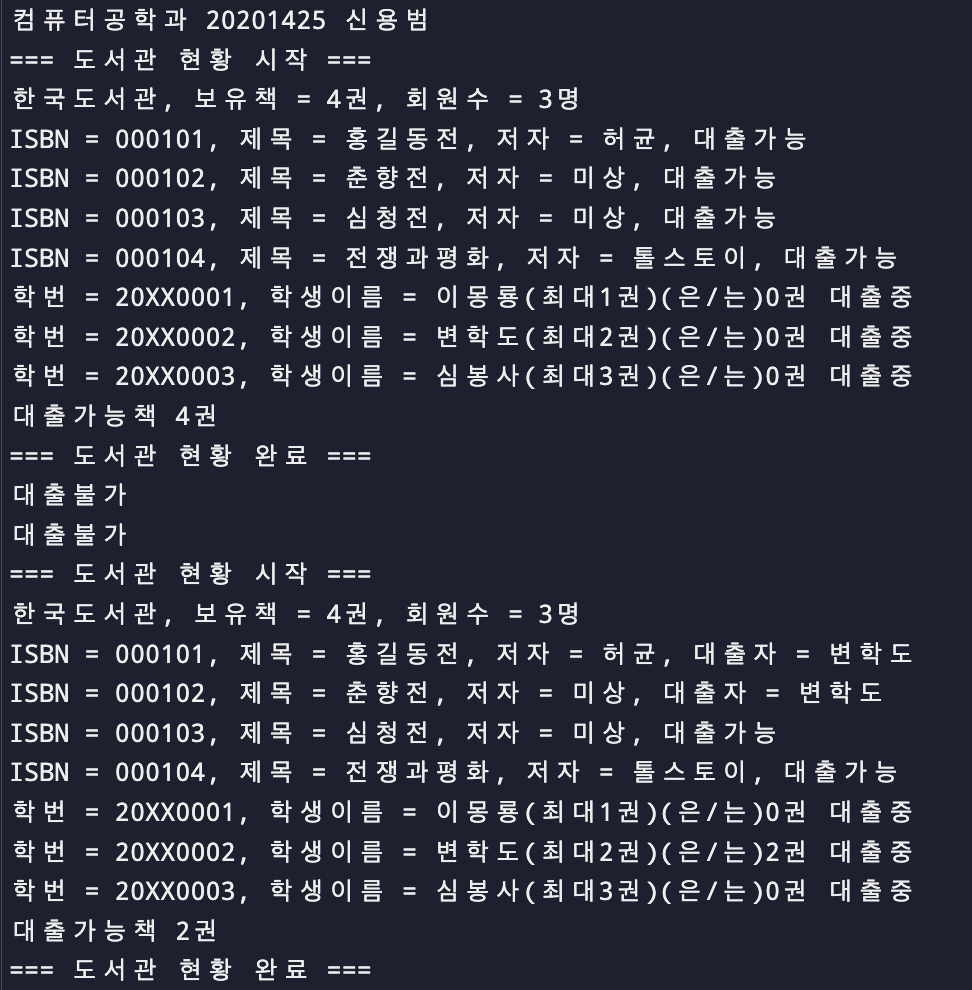 컴퓨터공학과 20201425 신용범
=== 도서관 현황 시작 ===
한국도서관, 보유책 = 4권, 회원수 = 3명
ISBN = 000101, 제목 = 홍길동전, 저자 = 허균, 대출가능
ISBN = 000102, 제목 = 춘향전, 저자 = 미상, 대출가능
ISBN = 000103, 제목 = 심청전, 저자 = 미상, 대출가능
ISBN = 000104, 제목 = 전쟁과평화, 저자 = 톨스토이, 대출가능
학번 = 20XX0001, 학생이름 = 이몽룡(최대1권)(은/는)0권 대출중
학번 = 20XX0002, 학생이름 = 변학도(최대2권)(은/는)0권 대출중
학번 = 20XX0003, 학생이름 = 심봉사(최대3권)(은/는)0권 대출중
대출가능책 4권
=== 도서관 현황 완료 ===
대출불가
대출불가
=== 도서관 현황 시작 ===
한국도서관, 보유책 = 4권, 회원수 = 3명
ISBN = 000101, 제목 = 홍길동전, 저자 = 허균, 대출자 = 변학도
ISBN = 000102, 제목 = 춘향전, 저자 = 미상, 대출자 = 변학도
ISBN = 000103, 제목 = 심청전, 저자 = 미상, 대출가능
ISBN = 000104, 제목 = 전쟁과평화, 저자 = 톨스토이, 대출가능
학번 = 20XX0001, 학생이름 = 이몽룡(최대1권)(은/는)0권 대출중
학번 = 20XX0002, 학생이름 = 변학도(최대2권)(은/는)2권 대출중
학번 = 20XX0003, 학생이름 = 심봉사(최대3권)(은/는)0권 대출중
대출가능책 2권
=== 도서관 현황 완료 ===